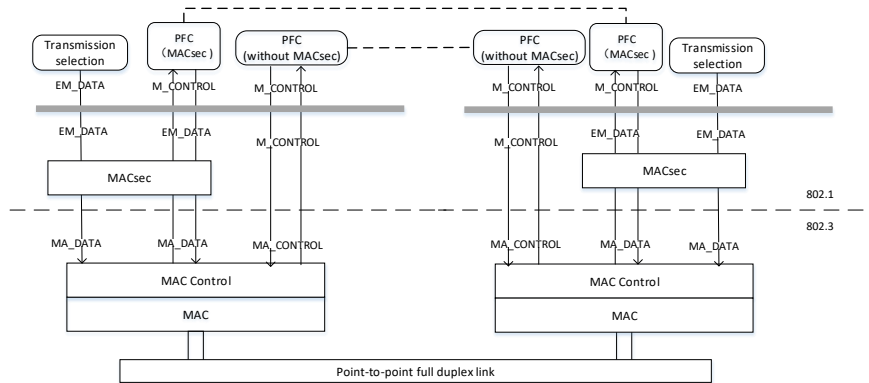 PFC
(MACsec)
PFC
(without MACsec)
Transmission
selection
PFC
(without MACsec)
PFC
(MACsec)
Transmission
selection
EM_DATA
M_CONTROL
M_CONTROL
M_CONTROL
M_CONTROL
EM_DATA
EM_DATA
EM_DATA
M_CONTROL
M_CONTROL
EM_DATA
EM_DATA
MACsec
MACsec
802.1
802.3
MA_DATA
MA_DATA
MA_CONTROL
MA_CONTROL
MA_DATA
MA_DATA
MAC Control
MAC Control
MAC
MAC
Point-to-point full duplex link